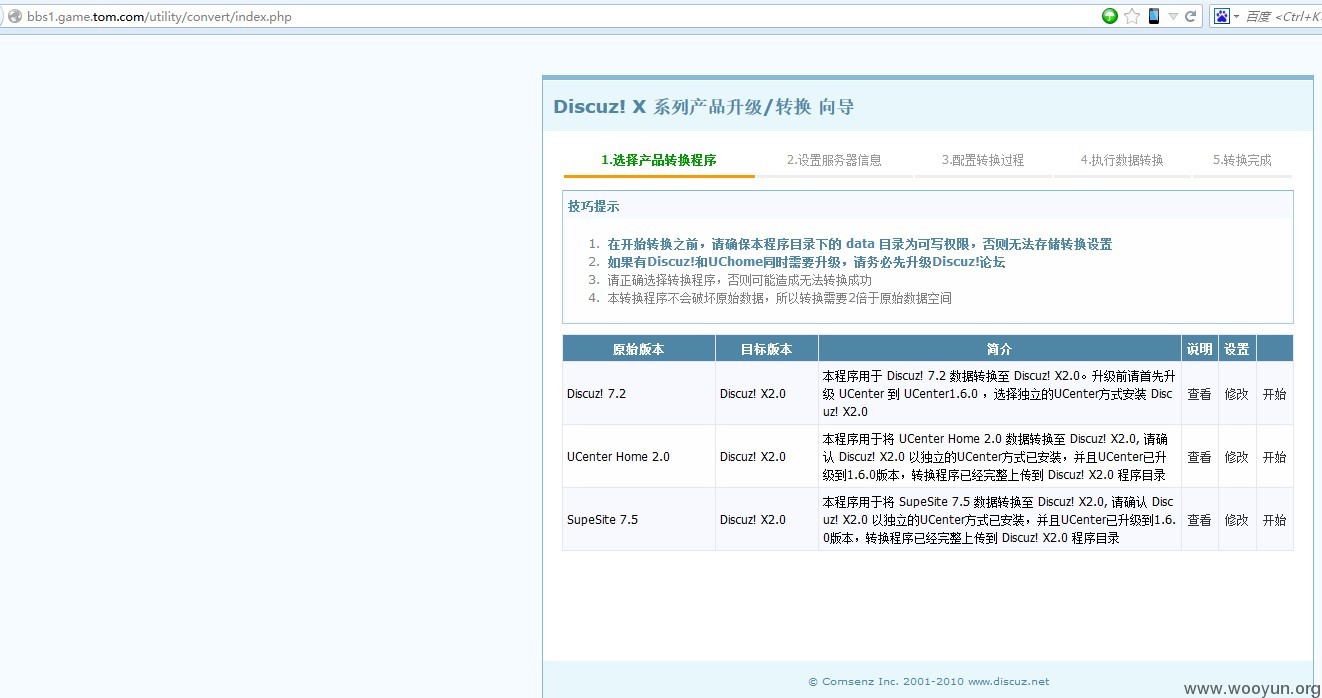 bbs1.game.tom.com/utility/convert/index.php
百度 <Ctrl+K
Discuz! X 系列产品升级/转换 向导
1.选择产品转换程序 2.设置服务器信息 3.配置转换过程 4.执行数据转换 5.转换完成
技巧提示
1. 在开始转换之前，请确保本程序目录下的 data 目录为可写权限，否则无法存储转换设置
2. 如果有Discuz!和UChome同时需要升级，请务必先升级Discuz!论坛
3. 请正确选择转换程序，否则可能造成无法转换成功
4. 本转换程序不会破坏原始数据，所以转换需要2倍于原始数据空间
原始版本 目标版本 简介 说明 设置
Discuz! 7.2 Discuz! X2.0 本程序用于 Discuz! 7.2 数据转换至 Discuz! X2.0。升级前请首先升
级 UCenter 到 UCenter1.6.0 ，选择独立的UCenter方式安装 Disc
uz! X2.0
查看 修改 开始
UCenter Home 2.0 Discuz! X2.0 本程序用于将 UCenter Home 2.0 数据转换至 Discuz! X2.0, 请确
认 Discuz! X2.0 以独立的UCenter方式已安装，并且UCenter已升
级到1.6.0版本，转换程序已经完整上传到 Discuz! X2.0 程序目录
查看 修改 开始
SupeSite 7.5 Discuz! X2.0 本程序用于将 SupeSite 7.5 数据转换至 Discuz! X2.0, 请确认 Disc
uz! X2.0 以独立的UCenter方式已安装，并且UCenter已升级到1.6.
0版本，转换程序已经完整上传到 Discuz! X2.0 程序目录
查看 修改 开始
© Comsenz Inc. 2001-2010 www.discuz.net
www.wooyun.org